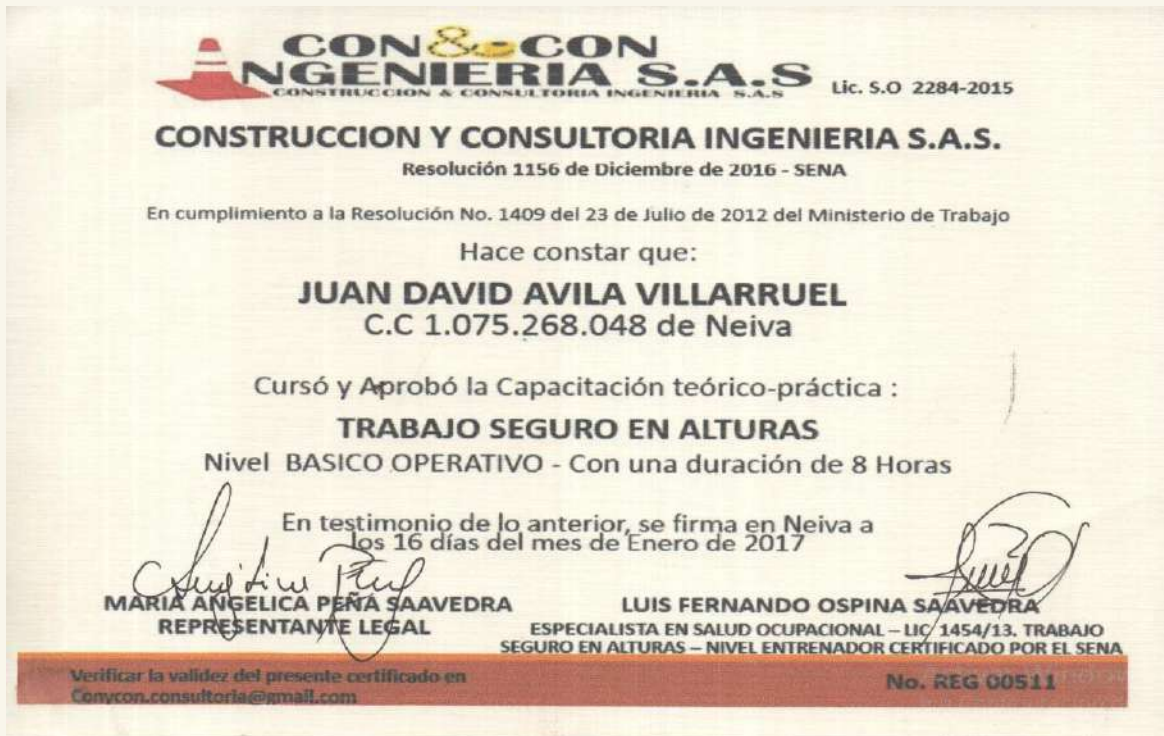 CON&CON
INGENIERIA S.A.S
CONSTRUCCION & CONSULTORIA INGENIERIA S.A.S
Lic. S.O 2284-2015
CONSTRUCCION Y CONSULTORIA INGENIERIA S.A.S.
Resolución 1156 de Diciembre de 2016 - SENA
En cumplimiento a la Resolución No. 1409 del 23 de Julio de 2012 del Ministerio de Trabajo
Hace constar que:
JUAN DAVID AVILA VILLARRUEL
C.C 1.075.268.048 de Neiva
Cursó y Aprobó la Capacitación teórico-práctica :
TRABAJO SEGURO EN ALTURAS
Nivel BASICO OPERATIVO - Con una duración de 8 Horas
En testimonio de lo anterior, se firma en Neiva a
los 16 días del mes de Enero de 2017
MARIA ANGELICA PEÑA SAAVEDRA
REPRESENTANTE LEGAL
LUIS FERNANDO OSPINA SAAVEDRA
ESPECIALISTA EN SALUD OCUPACIONAL – LIC 1454/13. TRABAJO
SEGURO EN ALTURAS – NIVEL ENTRENADOR CERTIFICADO POR EL SENA
Verificar la validez del presente certificado en
Conycon.consultoria@gmail.com
No. REG 00511